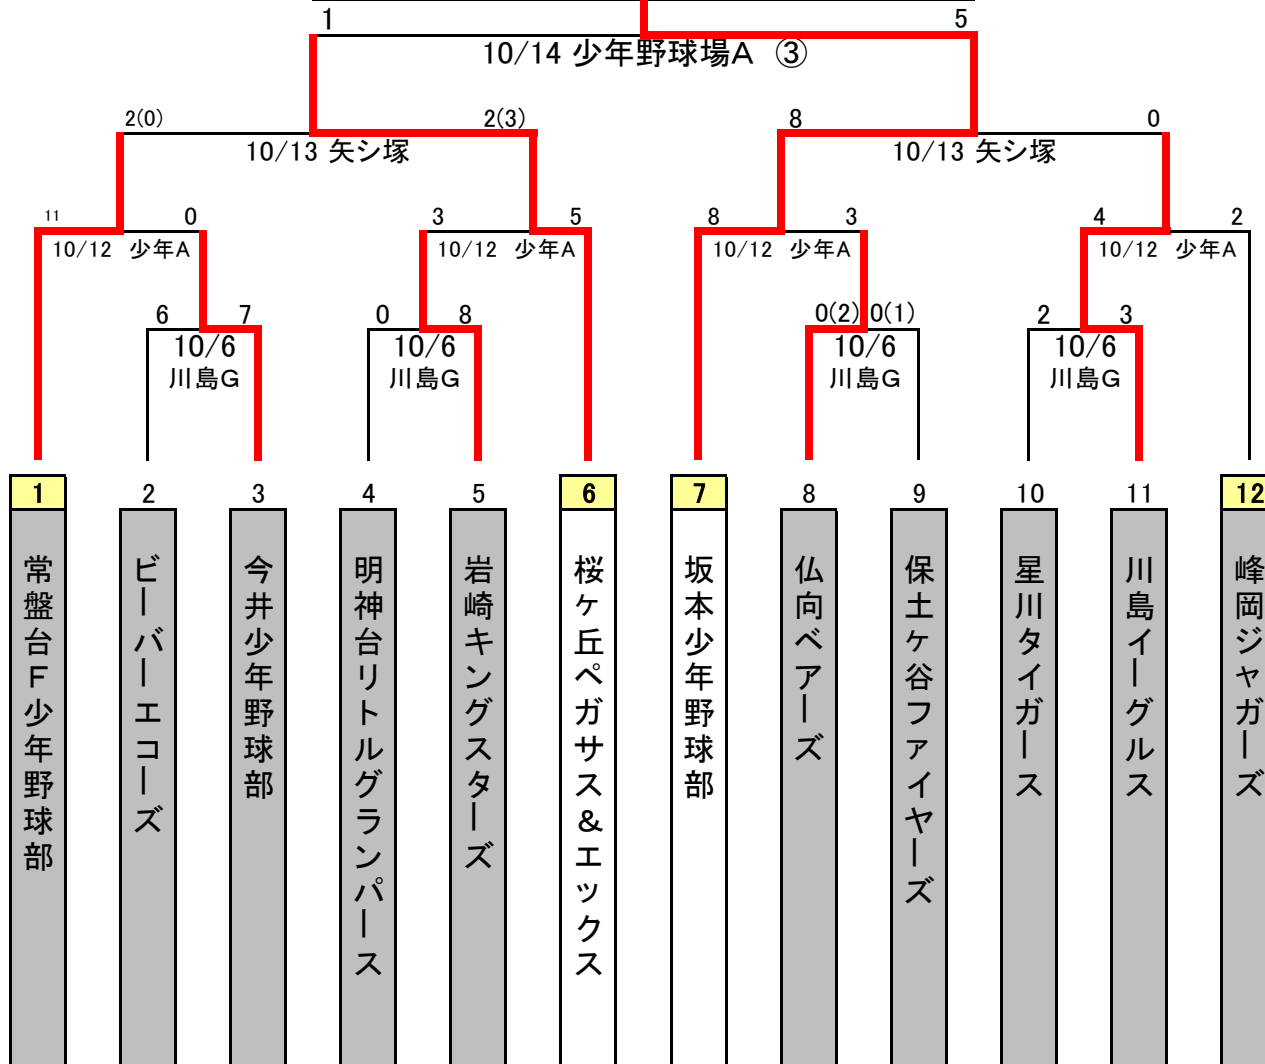 1 5
10/14 少年野球場A ③
2(0) 2(3) 8 0
10/13 矢シ塚 10/13 矢シ塚
11 0 3 5 8 3 4 2
10/12 少年A 10/12 少年A 10/12 少年A 10/12 少年A
6 7 0 8 0(2) 0(1) 2 3
10/6 10/6 10/6 10/6
川島G 川島G 川島G 川島G
1 2 3 4 5 6 7 8 9 10 11 12
常盤台F少年野球部
ビーバーエコーズ
今井少年野球部
明神台リトルグランパース
岩崎キングスターズ
桜ヶ丘ペガサス&エックス
坂本少年野球部
仏向ベアーズ
保土ヶ谷ファイヤーズ
星川タイガース
川島イーグルス
峰岡ジャガーズ